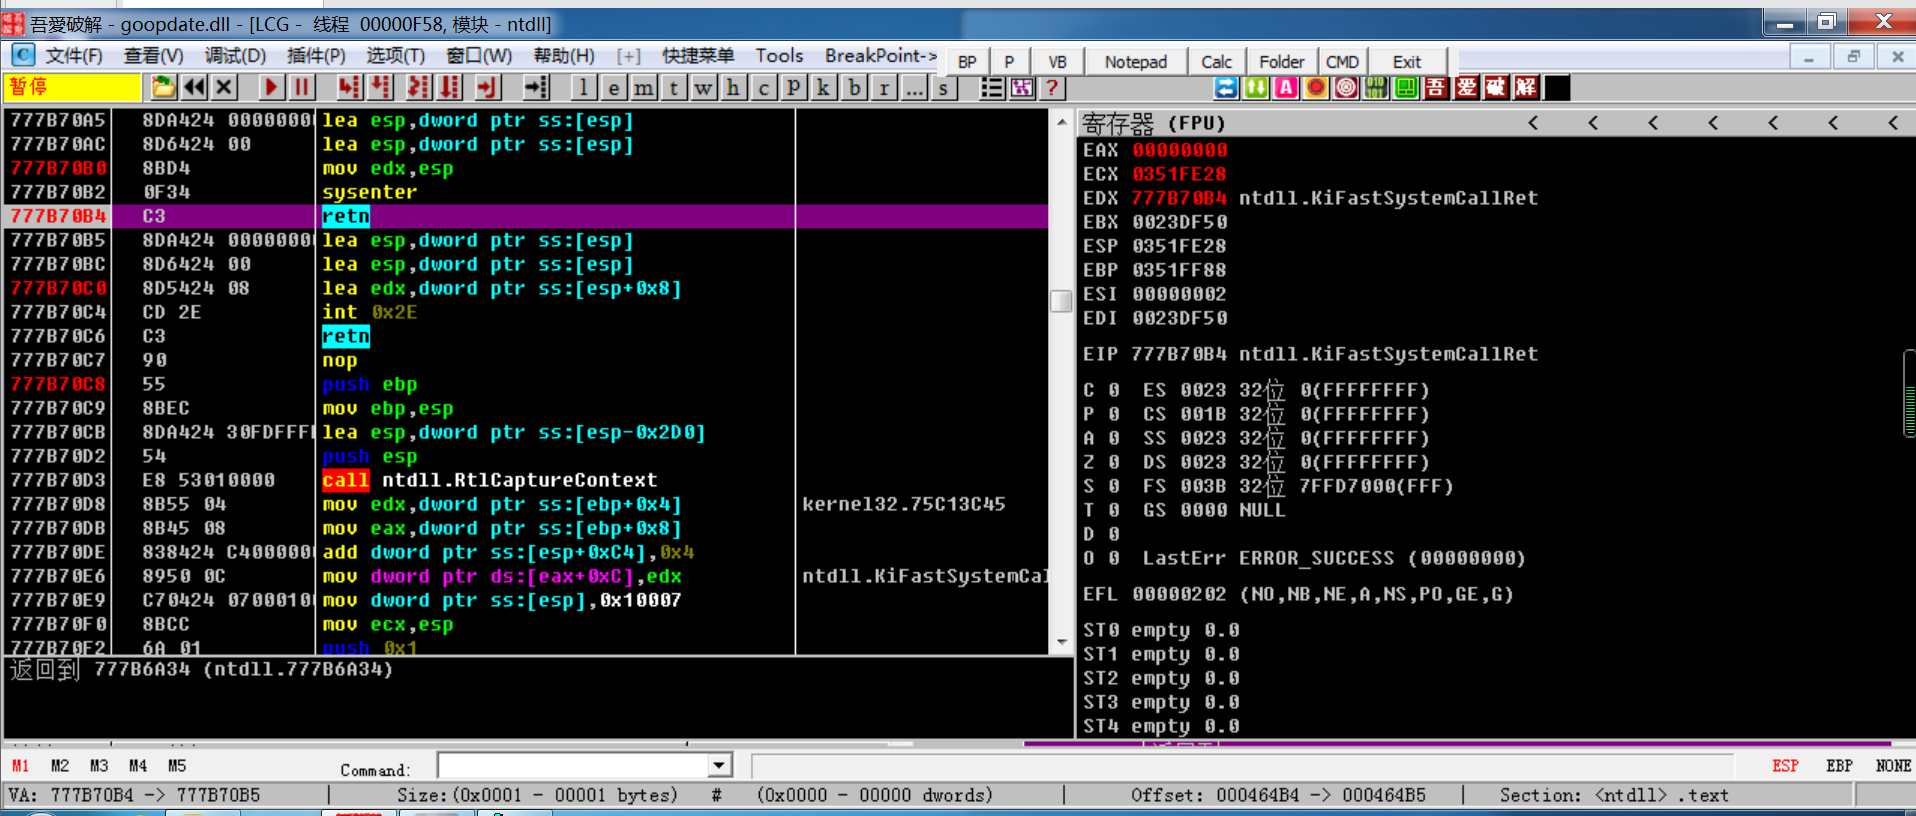 吾愛破解 - goopdate.dll - [LCG - 线程 00000F58, 模块 - ntdll]
文件(F) 查看(V) 调试(D) 插件(P) 选项(T) 窗口(W) 帮助(H) [+] 快捷菜单 Tools BreakPoint->
BP P VB Notepad Calc Folder CMD Exit
暂停
l e m t w h c p k b r ... s ?
吾 爱 破 解
777B70A5 8DA424 0000000 lea esp,dword ptr ss:[esp]
777B70AC 8D6424 00 lea esp,dword ptr ss:[esp]
777B70B0 8BD4 mov edx,esp
777B70B2 0F34 sysenter
777B70B4 C3 retn
777B70B5 8DA424 0000000 lea esp,dword ptr ss:[esp]
777B70BC 8D6424 00 lea esp,dword ptr ss:[esp]
777B70C0 8D5424 08 lea edx,dword ptr ss:[esp+0x8]
777B70C4 CD 2E int 0x2E
777B70C6 C3 retn
777B70C7 90 nop
777B70C8 55 push ebp
777B70C9 8BEC mov ebp,esp
777B70CB 8DA424 30FDFFF lea esp,dword ptr ss:[esp-0x2D0]
777B70D2 54 push esp
777B70D3 E8 53010000 call ntdll.RtlCaptureContext
777B70D8 8B55 04 mov edx,dword ptr ss:[ebp+0x4] kernel32.75C13C45
777B70DB 8B45 08 mov eax,dword ptr ss:[ebp+0x8]
777B70DE 838424 C400000 add dword ptr ss:[esp+0xC4],0x4
777B70E6 8950 0C mov dword ptr ds:[eax+0xC],edx ntdll.KiFastSystemCal
777B70E9 C70424 0700010 mov dword ptr ss:[esp],0x10007
777B70F0 8BCC mov ecx,esp
777B70F2 6A 01 push 0x1
返回到 777B6A34 (ntdll.777B6A34)
寄存器 (FPU) < < < < < < <
EAX 00000000
ECX 0351FE28
EDX 777B70B4 ntdll.KiFastSystemCallRet
EBX 0023DF50
ESP 0351FE28
EBP 0351FF88
ESI 00000002
EDI 0023DF50
EIP 777B70B4 ntdll.KiFastSystemCallRet
C 0 ES 0023 32位 0(FFFFFFFF)
P 0 CS 001B 32位 0(FFFFFFFF)
A 0 SS 0023 32位 0(FFFFFFFF)
Z 0 DS 0023 32位 0(FFFFFFFF)
S 0 FS 003B 32位 7FFD7000(FFF)
T 0 GS 0000 NULL
D 0
O 0 LastErr ERROR_SUCCESS (00000000)
EFL 00000202 (NO,NB,NE,A,NS,PO,GE,G)
ST0 empty 0.0
ST1 empty 0.0
ST2 empty 0.0
ST3 empty 0.0
ST4 empty 0.0
M1 M2 M3 M4 M5 Command: ESP EBP NONE
VA: 777B70B4 -> 777B70B5 | Size:(0x0001 - 00001 bytes) # (0x0000 - 00000 dwords) | Offset: 000464B4 -> 000464B5 | Section: <ntdll> .text